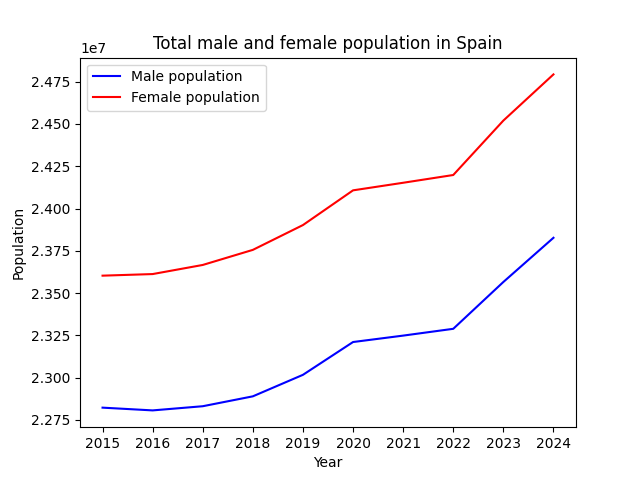 Total male and female population in Spain
1e7
Male population
Female population
2.475
2.450
2.425
2.400
2.375
2.350
2.325
2.300
2.275
Population
2015 2016 2017 2018 2019 2020 2021 2022 2023 2024
Year